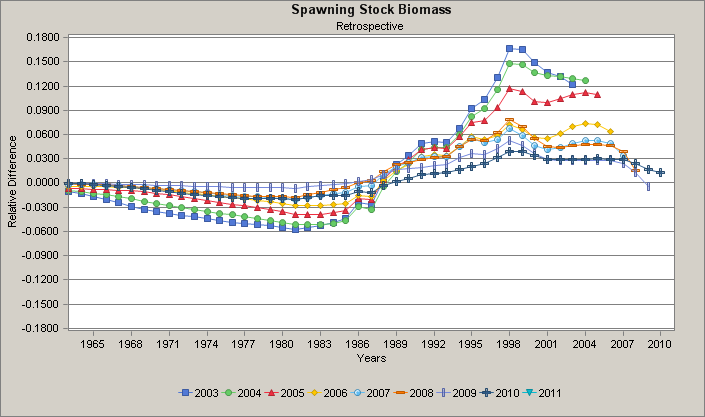 Spawning Stock Biomass
Retrospective
0.1800
0.1500
0.1200
0.0900
0.0600
0.0300
0.0000
-0.0300
-0.0600
-0.0900
-0.1200
-0.1500
-0.1800
Relative Difference
1965 1968 1971 1974 1977 1980 1983 1986 1989 1992 1995 1998 2001 2004 2007 2010
Years
2003 2004 2005 2006 2007 2008 2009 2010 2011